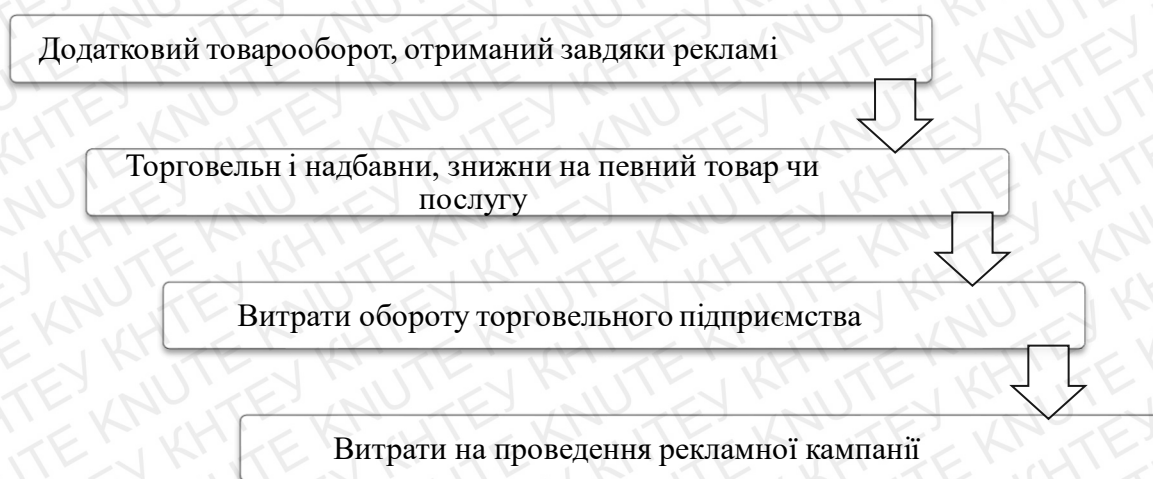 Додатковий товарооборот, отриманий завдяки рекламі
Торговельн і надбавни, знижни на певний товар чи
послугу
Витрати обороту торговельного підприємства
Витрати на проведення рекламної кампанії